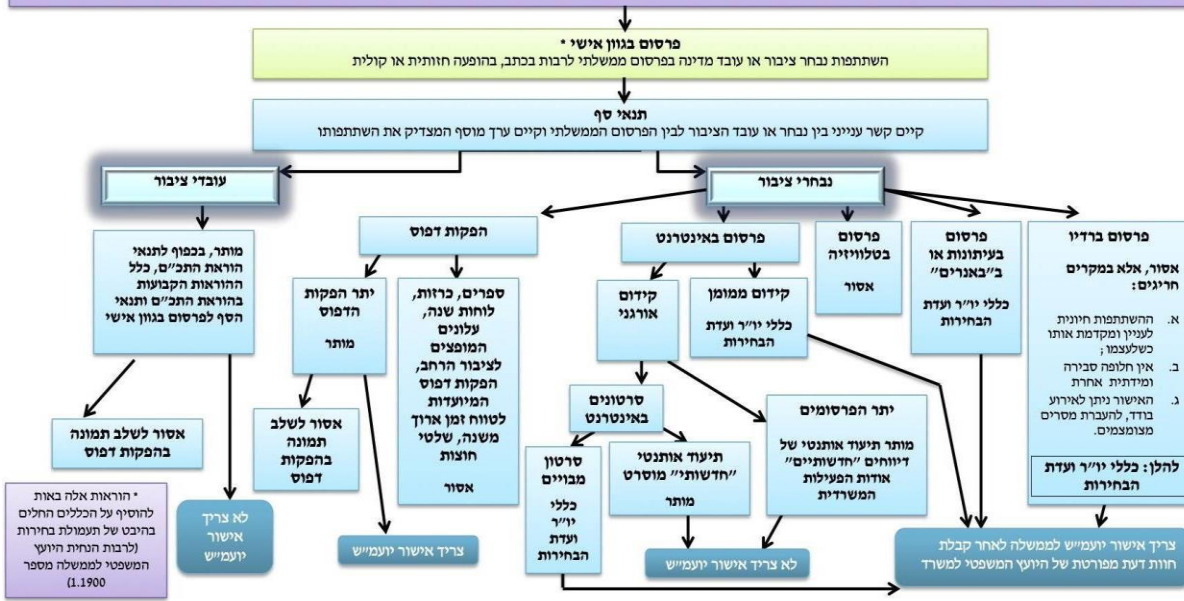 פרסום בגוון אישי *
השתתפות נבחר ציבור או עובד מדינה בפרסום ממשלתי לרבות בכתב, בהופעה חזותית או קולית
תנאי סף
קיים קשר ענייני בין נבחר או עובד הציבור לבין הפרסום הממשלתי וקיים ערך מוסף המצדיק את השתתפותו
נבחרי ציבור
עובדי ציבור
פרסום ברדיו
אסור, אלא במקרים
חריגים:
א. ההשתתפות חיונית
לעניין ומקדמת אותו
כשלעצמו;
ב. אין חלופה סבירה
ומידתית אחרת
ג. האישור ניתן לאירוע
בודד, להעברת מסרים
מצומצמים.
להלן: כללי יו"ר ועדת
הבחירות
פרסום
בעיתונות או
ב"באנרים"
כללי יו"ר ועדת
הבחירות
פרסום
בטלוויזיה
אסור
פרסום באינטרנט
קידום ממומן
כללי יו"ר ועדת
הבחירות
קידום
אורגני
יתר הפרסומים
מותר תיעוד אותנטי של
דיווחים "חדשותיים"
אודות הפעילות
המשרדית
סרטונים
באינטרנט
תיעוד אותנטי
"חדשותי" מוסרט
מותר
סרטון
מבויים
כללי
יו"ר
ועדת
הבחירות
צריך אישור יועמ"ש לממשלה לאחר קבלת
חוות דעת מפורטת של היועץ המשפטי למשרד
לא צריך אישור יועמ"ש
הפקות דפוס
ספרים, כרזות,
לוחות שנה,
עלונים
המופצים
לציבור הרחב,
הפקות דפוס
המיועדות
לטווח זמן ארוך
משנה, שלטי
חוצות
אסור
יתר הפקות
הדפוס
מותר
אסור לשלב
תמונה
בהפקות
דפוס
צריך אישור יועמ"ש
מותר, בכפוף לתנאי
הוראת התכ"ם, כלל
ההוראות הקבועות
בהוראת התכ"ם ותנאי
הסף לפרסום בגוון אישי
אסור לשלב תמונה
בהפקות דפוס
לא צריך
אישור
יועמ"ש
* הוראות אלה באות
להוסיף על הכללים החלים
בהיבט של תעמולת בחירות
(לרבות הנחית היועץ
המשפטי לממשלה מספר
1.1900)